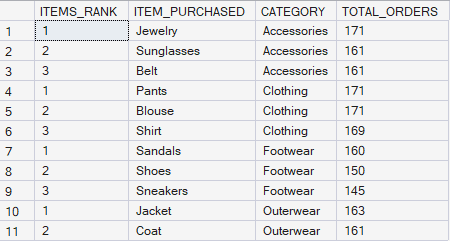 ITEMS_RANK ITEM_PURCHASED CATEGORY TOTAL_ORDERS
1 1 Jewelry Accessories 171
2 2 Sunglasses Accessories 161
3 3 Belt Accessories 161
4 1 Pants Clothing 171
5 2 Blouse Clothing 171
6 3 Shirt Clothing 169
7 1 Sandals Footwear 160
8 2 Shoes Footwear 150
9 3 Sneakers Footwear 145
10 1 Jacket Outerwear 163
11 2 Coat Outerwear 161